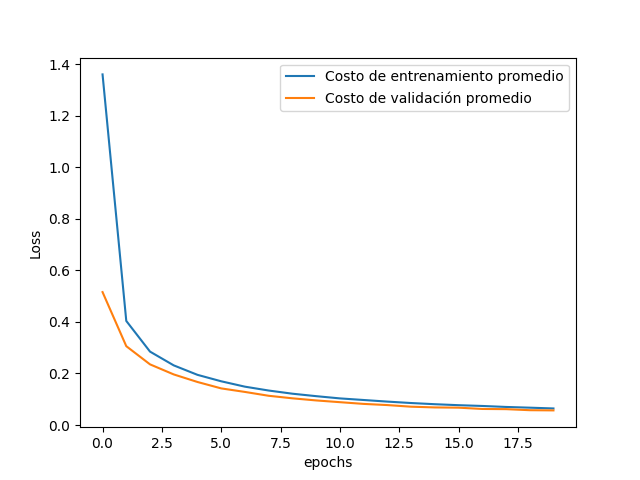 Costo de entrenamiento promedio
Costo de validación promedio
Loss
1.4
1.2
1.0
0.8
0.6
0.4
0.2
0.0
0.0 2.5 5.0 7.5 10.0 12.5 15.0 17.5
epochs